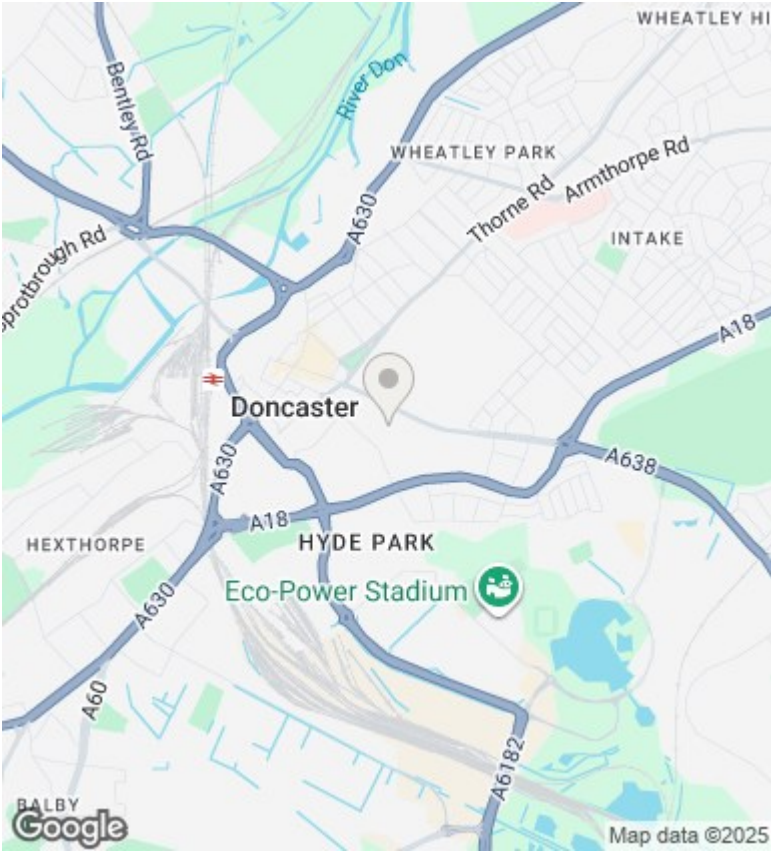 WHEATLEY HI
Bentley Rd
River Don
WHEATLEY PARK
Armthorpe Rd
Thorne Rd
A630
INTAKE
protbrough Rd
A18
Doncaster
A630
A638
A18
HEXTHORPE
HYDE PARK
Eco-Power Stadium
A630
A60
A6182
BALBY
Google
Map data ©2025